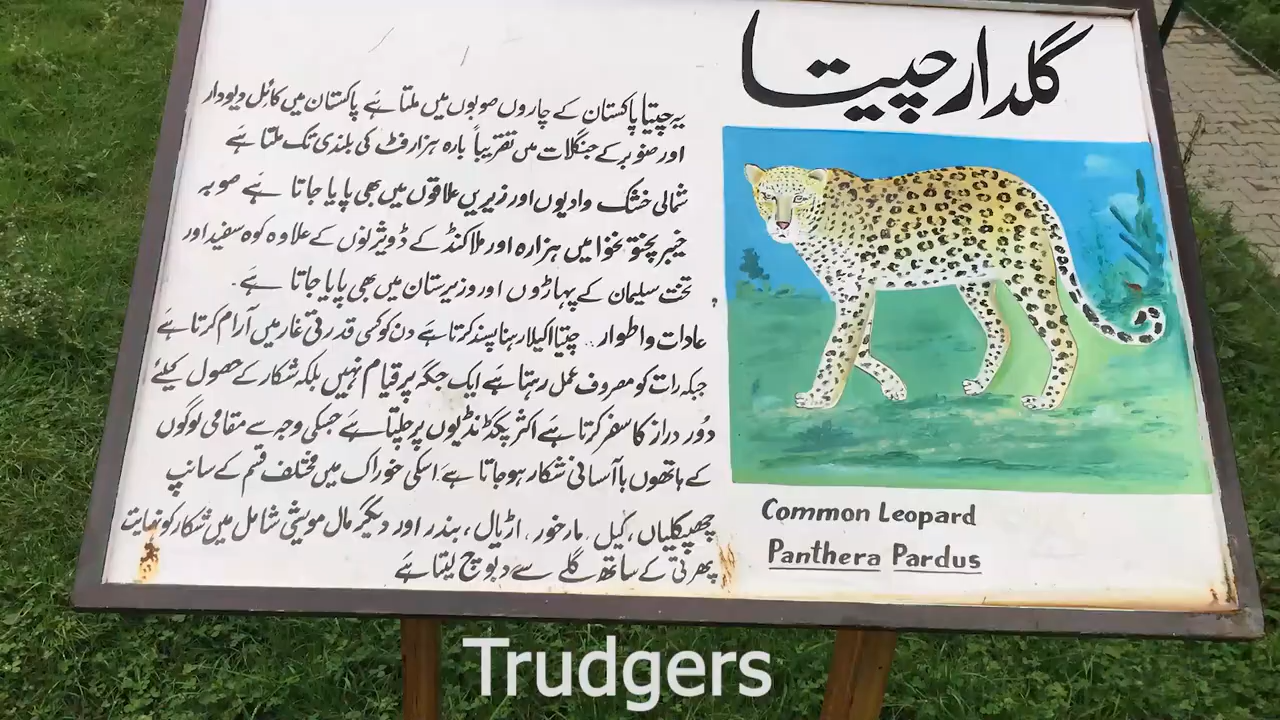 گلدار چیتا
یہ چیتا پاکستان کے چاروں صوبوں میں ملتا ہے پاکستان میں کائل دیودار
اور صنوبر کے جنگلات میں تقریباً بارہ ہزار فٹ کی بلندی تک ملتا ہے
شمالی خشک وادیوں اور زیریں علاقوں میں بھی پایا جاتا ہے صوبہ
خیبر پختونخوا میں ہزارہ اور ملاکنڈ کے ڈویژنوں کے علاوہ کوہ سفید اور
تخت سلیمان کے پہاڑوں اور وزیرستان میں بھی پایا جاتا ہے.
عادات واطوار.. چیتا اکیلا رہنا پسند کرتا ہے دن کو کسی قدرتی غار میں آرام کرتا ہے
جبکہ رات کو مصروف عمل رہتا ہے ایک جگہ پر قیام نہیں بلکہ شکار کے حصول کیلئے
دُور دراز کا سفر کرتا ہے اکثر پگڈنڈیوں پر چلتا ہے جسکی وجہ سے مقامی لوگوں
کے ہاتھوں باآسانی شکار ہو جاتا ہے. اسکی خوراک میں مختلف قسم کے سانپ
چھپکلیاں، کیل، مارخور، اڑیال، بندر اور دیگر مال مویشی شامل ہیں شکار کو نہایت
پھرتی کے ساتھ گلے سے دبوچ لیتا ہے
Common Leopard
Panthera Pardus
Trudgers